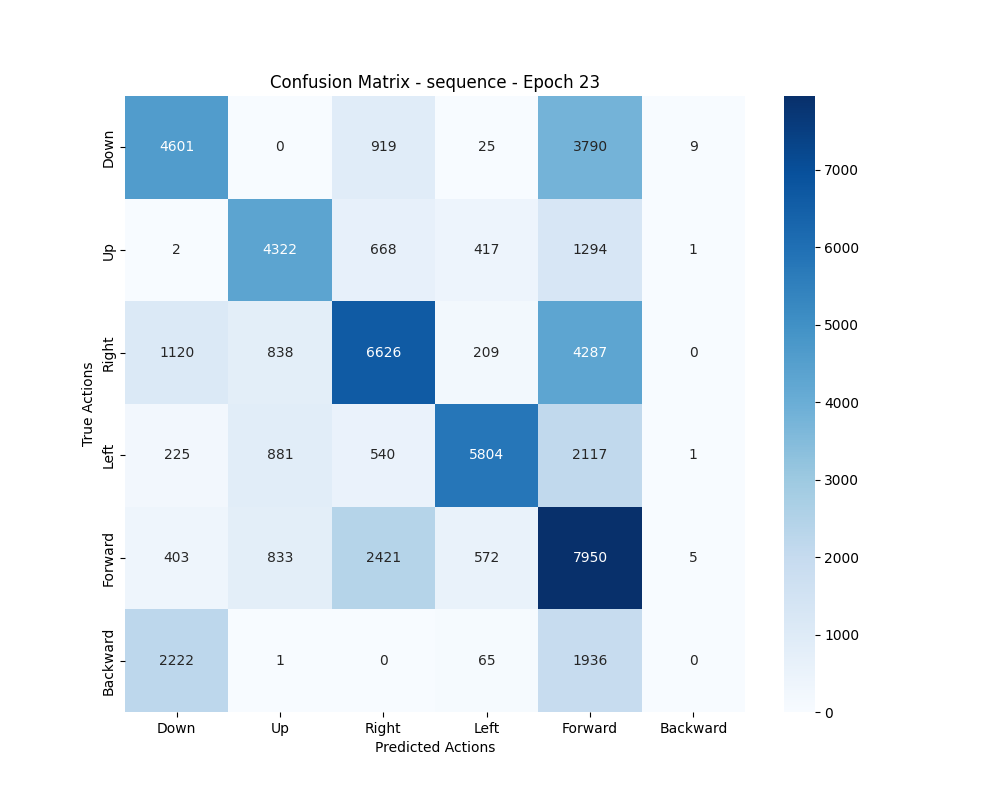 Confusion Matrix - sequence - Epoch 23
True Actions
Down 4601 0 919 25 3790 9
Up 2 4322 668 417 1294 1
Right 1120 838 6626 209 4287 0
Left 225 881 540 5804 2117 1
Forward 403 833 2421 572 7950 5
Backward 2222 1 0 65 1936 0
Down Up Right Left Forward Backward
Predicted Actions
7000
6000
5000
4000
3000
2000
1000
0